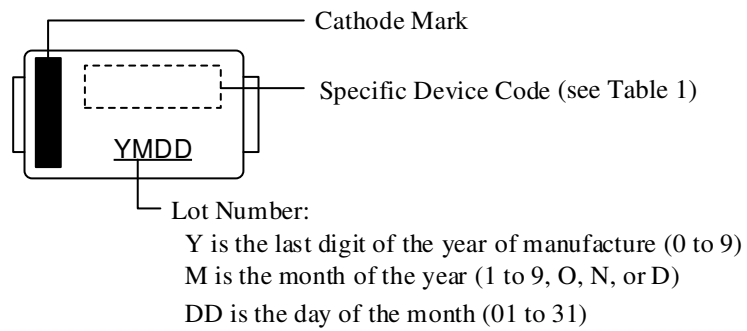 Cathode Mark
Specific Device Code (see Table 1)
YMDD
Lot Number:
Y is the last digit of the year of manufacture (0 to 9)
M is the month of the year (1 to 9, O, N, or D)
DD is the day of the month (01 to 31)